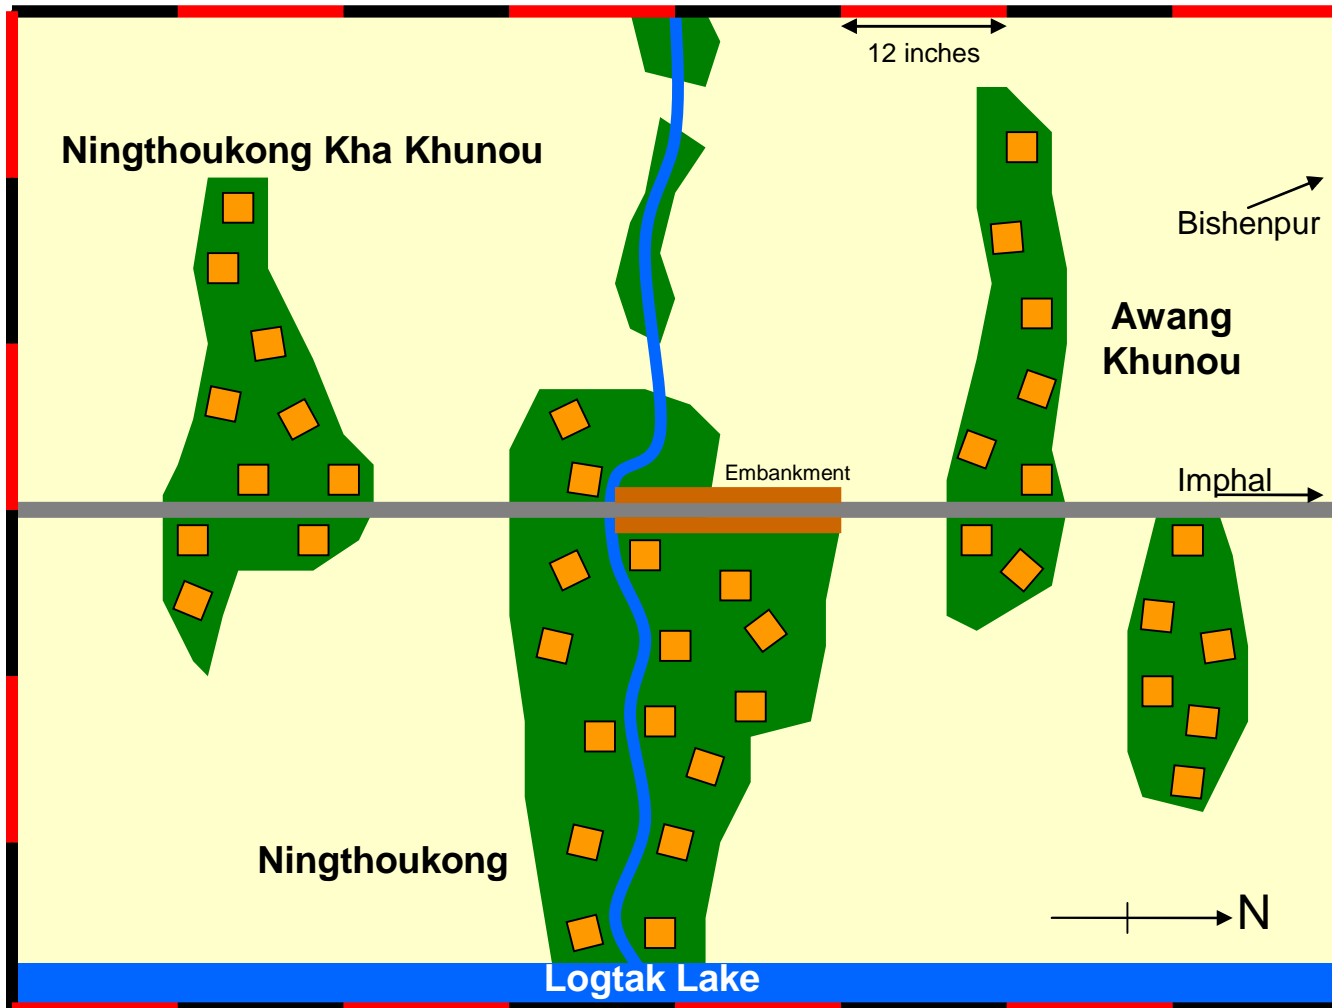 12 inches
Ningthoukong Kha Khunou
Bishenpur
Awang
Khunou
Embankment
Imphal
Ningthoukong
N
Logtak Lake